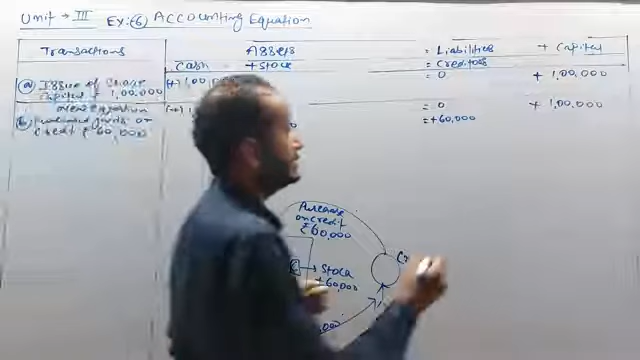 Unit → III Ex:(6) ACCOUNTING Equation
Transactions Assets = Liabilities + Capital
Cash + Stock = Creditors
(a) Issue of Share (+) 1,00,000 = 0 + 1,00,000
Capital ₹ 1,00,000
new equation (+) = 0 + 1,00,000
(b) Purchased goods on = +60,000
credit ₹ 60,000
Purchase
on credit
₹60,000
→ Stock
+60,000